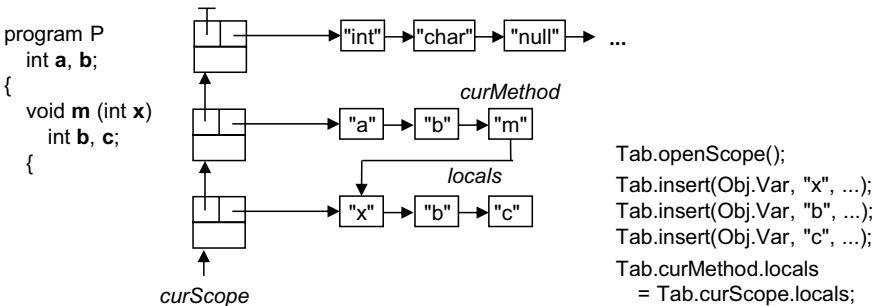 program P
int a, b;
{
void m (int x)
int b, c;
{
"int" "char" "null" ...
curMethod
"a" "b" "m"
locals
"x" "b" "c"
curScope
Tab.openScope();
Tab.insert(Obj.Var, "x", ...);
Tab.insert(Obj.Var, "b", ...);
Tab.insert(Obj.Var, "c", ...);
Tab.curMethod.locals
= Tab.curScope.locals;